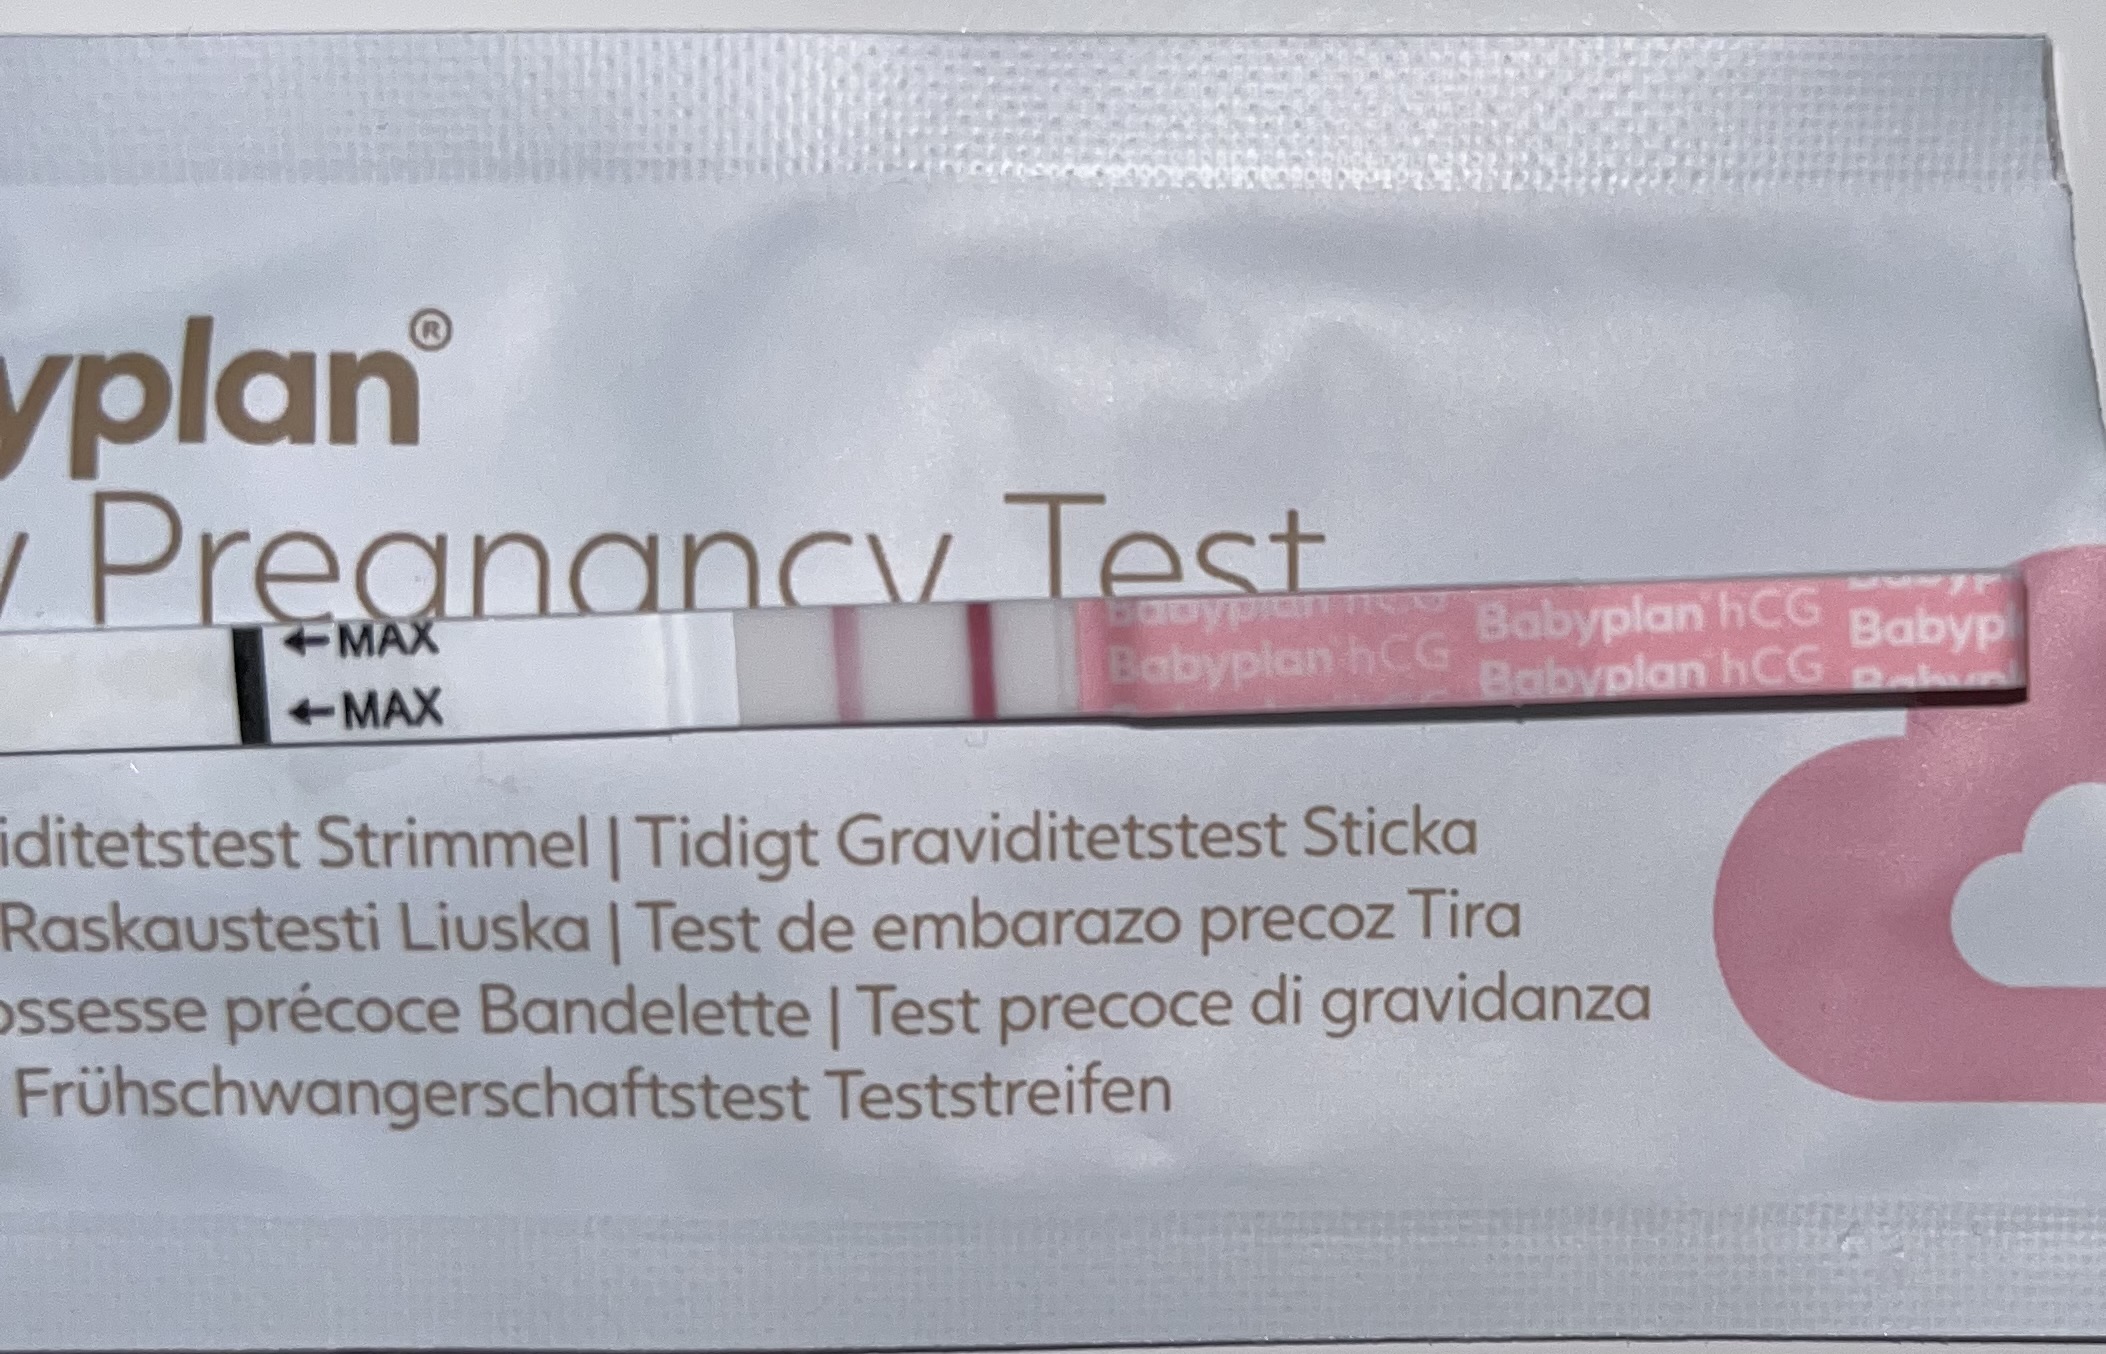 yplan®
y Pregnancy Test
←MAX
←MAX
Babyplan hCG
Babyplan hCG Babyplan hCG Babyp
Babyplan hCG
iditetstest Strimmel | Tidigt Graviditetstest Sticka
Raskaustesti Liuska | Test de embarazo precoz Tira
ossesse précoce Bandelette | Test precoce di gravidanza
Frühschwangerschaftstest Teststreifen